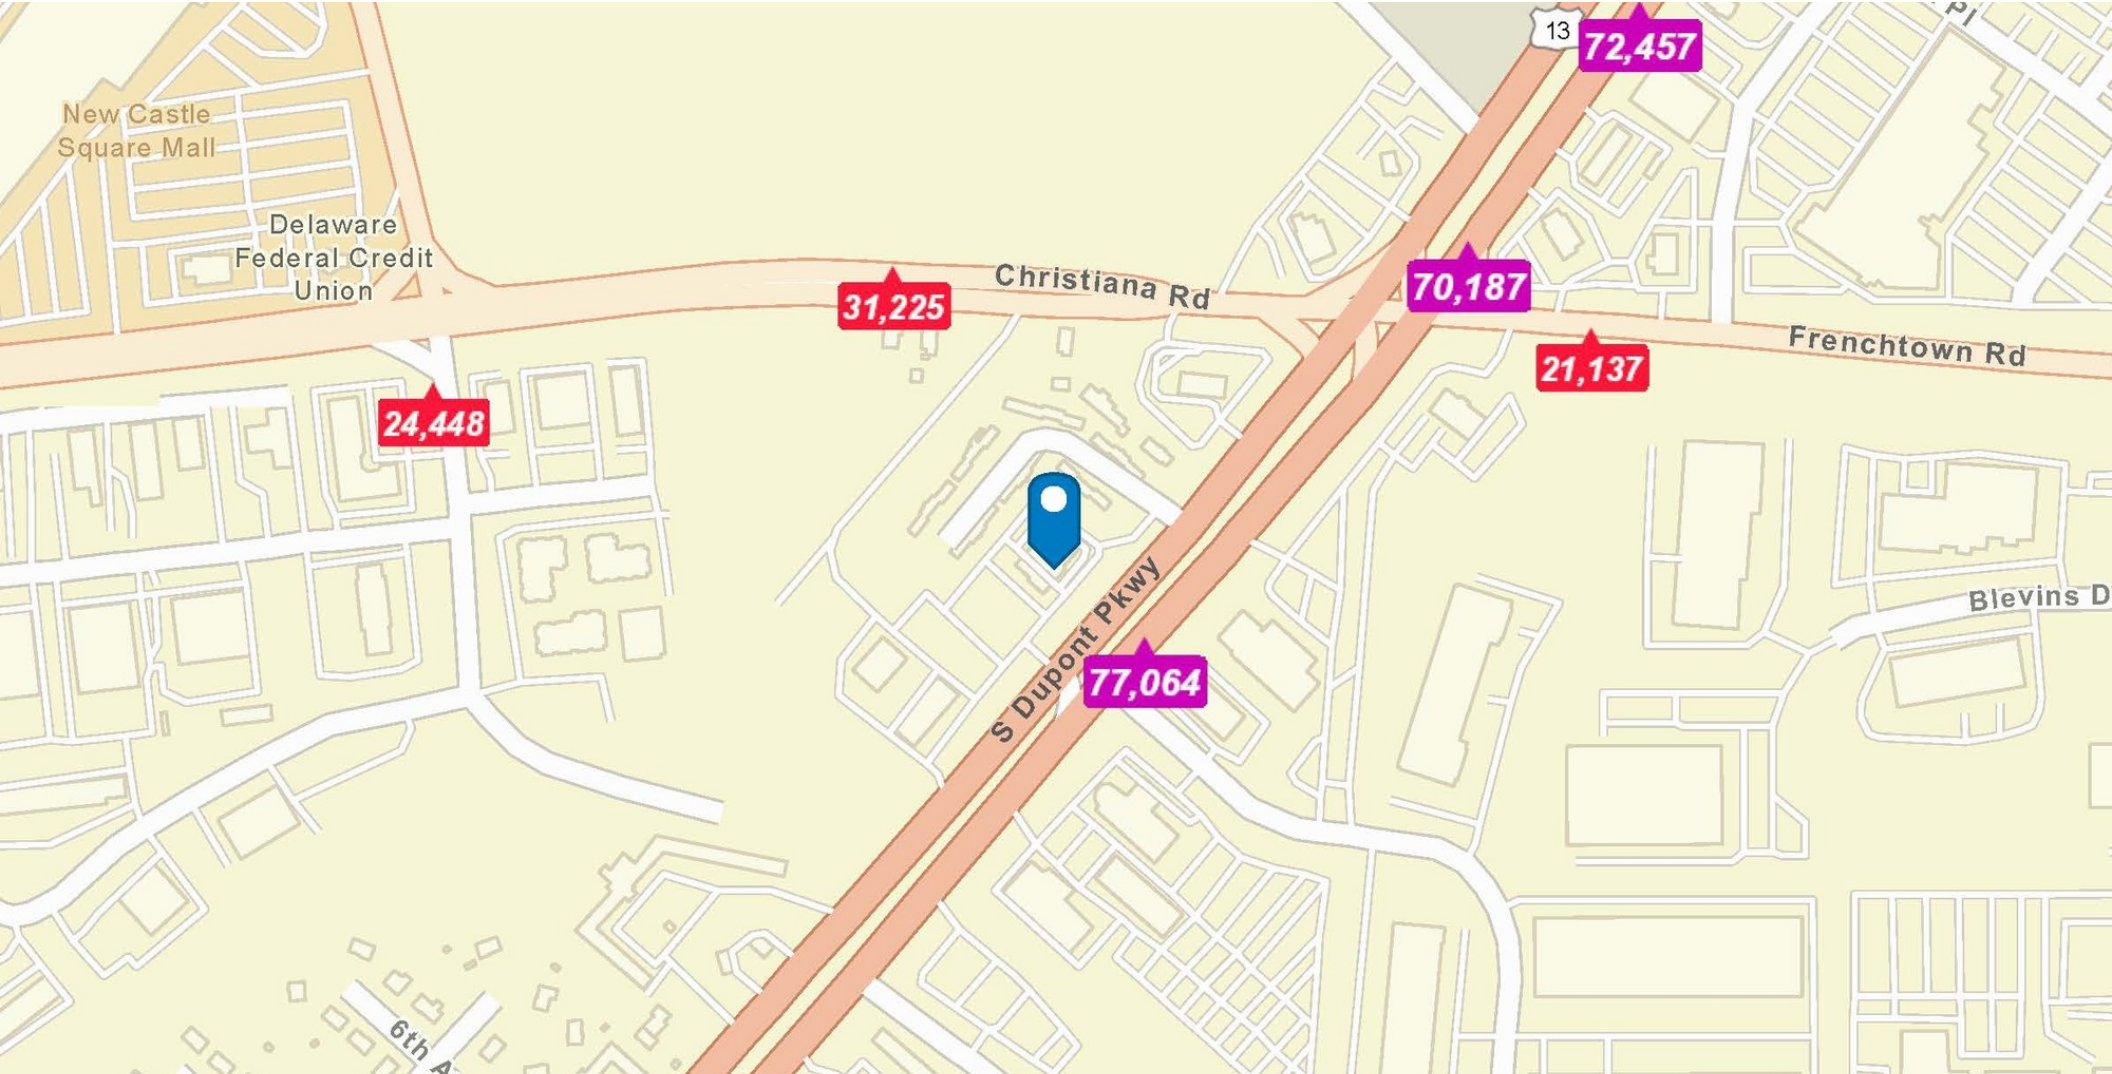 13
72,457
Pl
New Castle
Square Mall
Delaware
Federal Credit
Union
Christiana Rd
31,225
70,187
Frenchtown Rd
21,137
24,448
S Dupont Pkwy
77,064
Blevins D
6th A